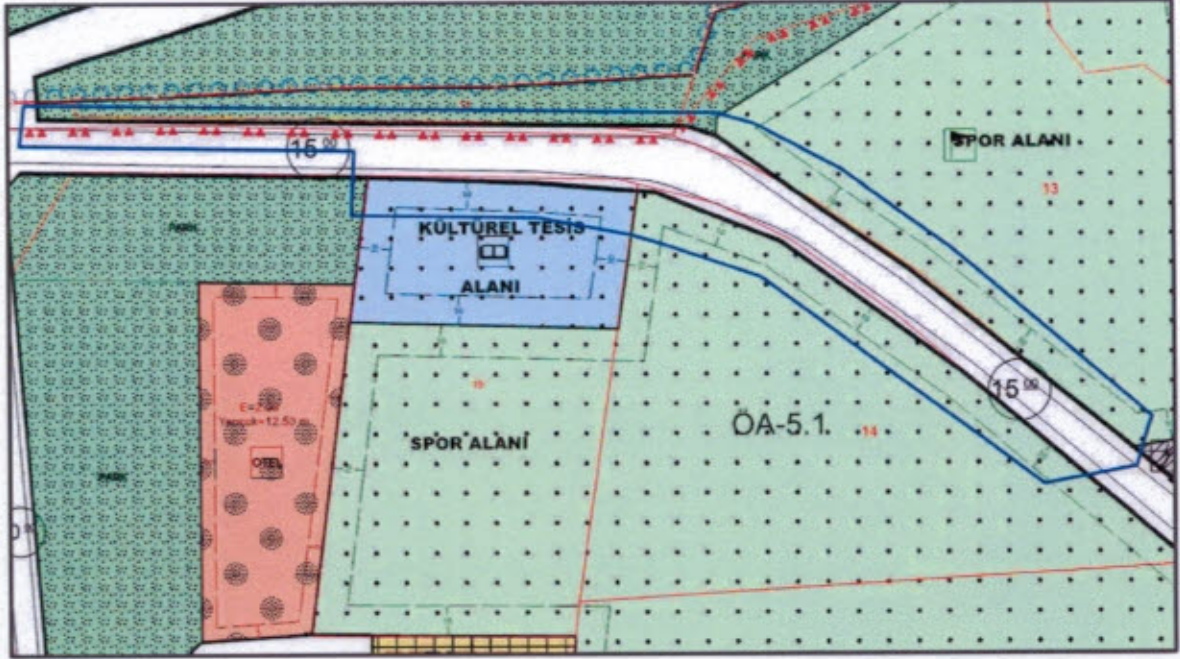 PARK
SPOR ALANI
13
15 00
PARK
KÜLTÜREL TESİS
ALANI
15 00
SPOR ALANI
ÖA-5.1.
14
OTEL
PARK